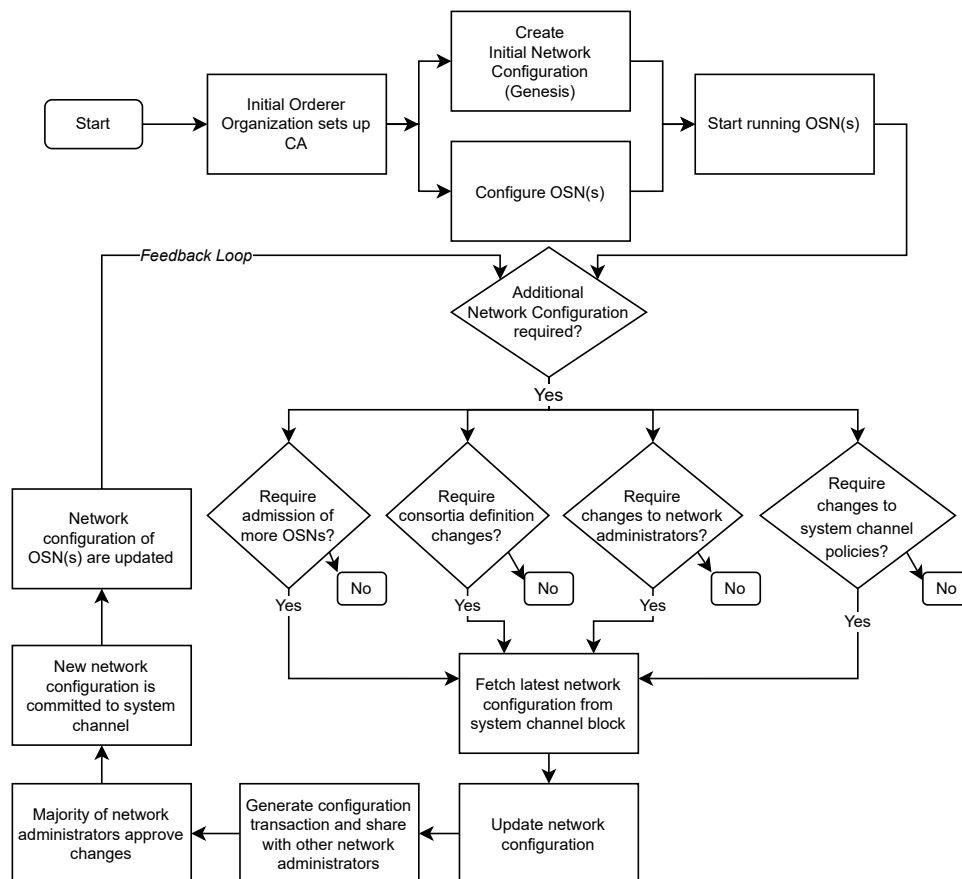 Create
Initial Network
Configuration
(Genesis)
Start
Initial Orderer
Organization sets up
CA
Start running OSN(s)
Configure OSN(s)
Feedback Loop
Additional
Network Configuration
required?
Yes
Require
admission of
more OSNs?
Require
consortia definition
changes?
Require
changes to network
administrators?
Require
changes to
system channel
policies?
No
No
No
No
Yes
Yes
Yes
Yes
Network
configuration of
OSN(s) are updated
New network
configuration is
committed to system
channel
Fetch latest network
configuration from
system channel block
Majority of network
administrators approve
changes
Generate configuration
transaction and share
with other network
administrators
Update network
configuration